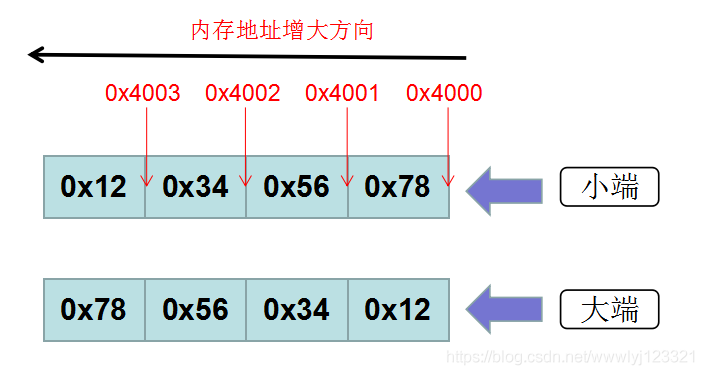 内存地址增大方向
0x4003 0x4002 0x4001 0x4000
0x12 0x34 0x56 0x78 小端
0x78 0x56 0x34 0x12 大端
https://blog.csdn.net/wwwlyj123321